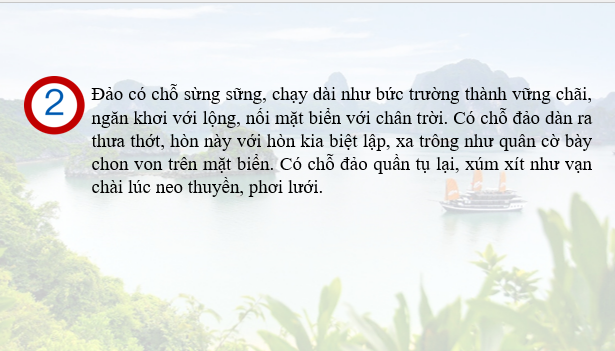 2
Đảo có chỗ sừng sững, chạy dài như bức trường thành vững chãi,
ngăn khơi với lộng, nối mặt biển với chân trời. Có chỗ đảo dàn ra
thưa thớt, hòn này với hòn kia biệt lập, xa trông như quân cờ bày
chon von trên mặt biển. Có chỗ đảo quần tụ lại, xúm xít như vạn
chài lúc neo thuyền, phơi lưới.